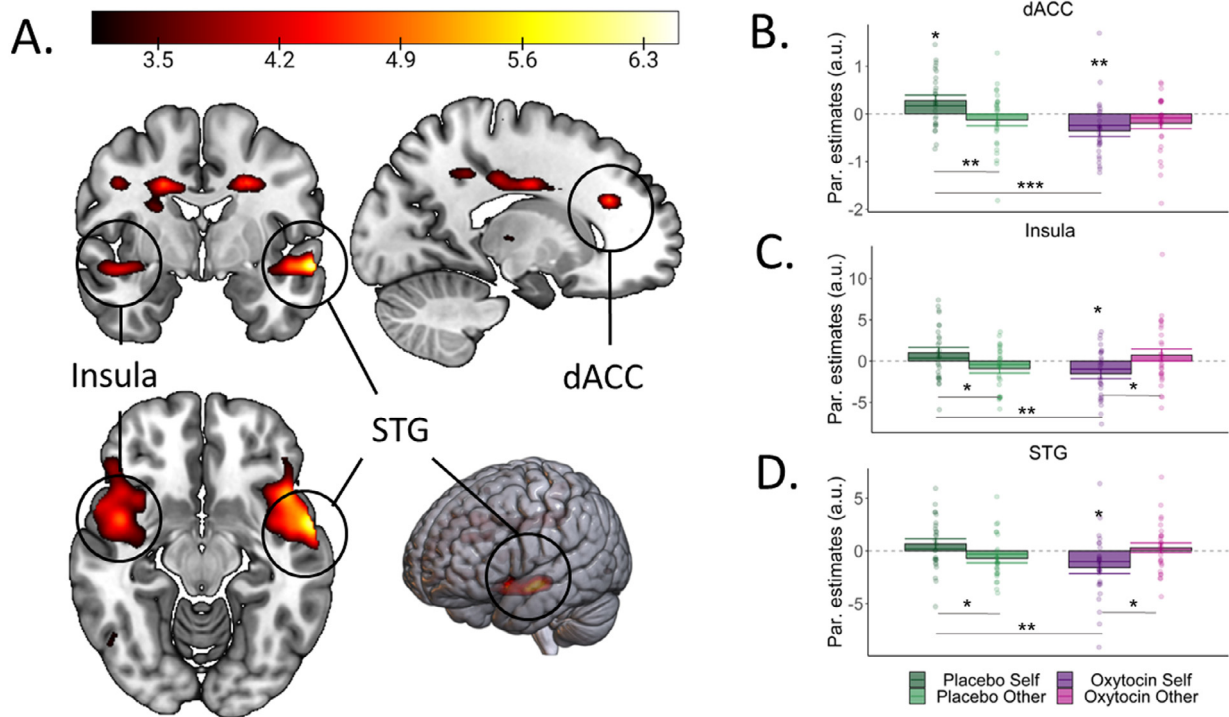 A.
3.5 4.2 4.9 5.6 6.3
Insula
dACC
STG
B.
dACC
Par. estimates (a.u.)
1
0
-1
-2
*
**
**
***
C.
Insula
Par. estimates (a.u.)
10
5
0
-5
*
*
*
**
D.
STG
Par. estimates (a.u.)
5
0
-5
*
*
*
**
Placebo Self Oxytocin Self
Placebo Other Oxytocin Other